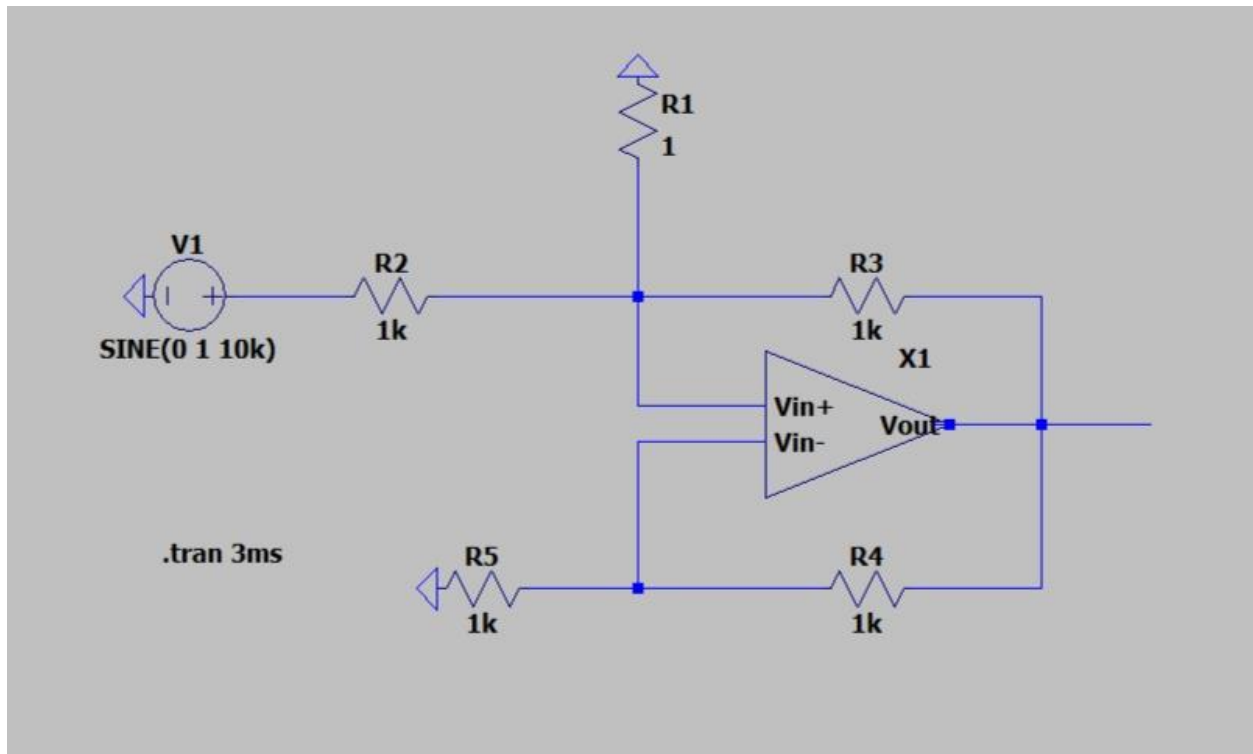 R1
1
V1
R2
R3
1k
1k
SINE(0 1 10k)
X1
Vin+
Vout
Vin-
.tran 3ms
R5
R4
1k
1k